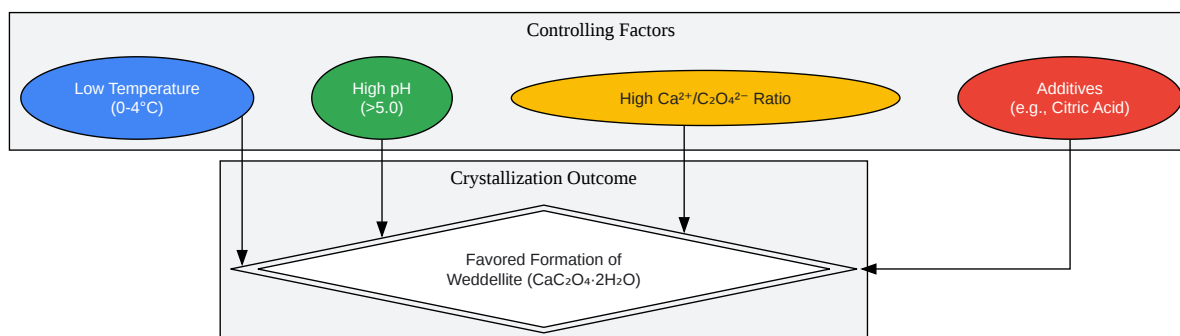 Controlling Factors
Low Temperature
(0-4°C)
High pH
(>5.0)
High Ca²⁺/C₂O₄²⁻ Ratio
Additives
(e.g., Citric Acid)
Crystallization Outcome
Favored Formation of
Weddellite (CaC₂O₄·2H₂O)